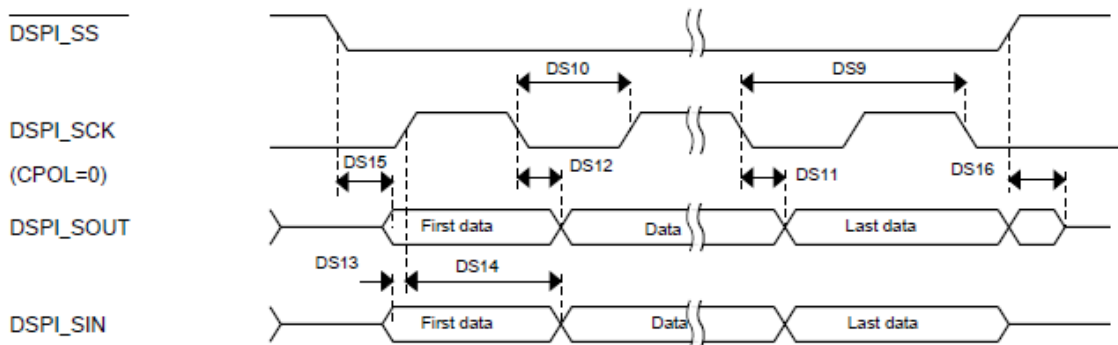 DSPI_SS
DS10
DS9
DSPI_SCK
(CPOL=0)
DS15
DS12
DS11
DS16
DSPI_SOUT
First data
Data
Last data
DS13
DS14
DSPI_SIN
First data
Data
Last data